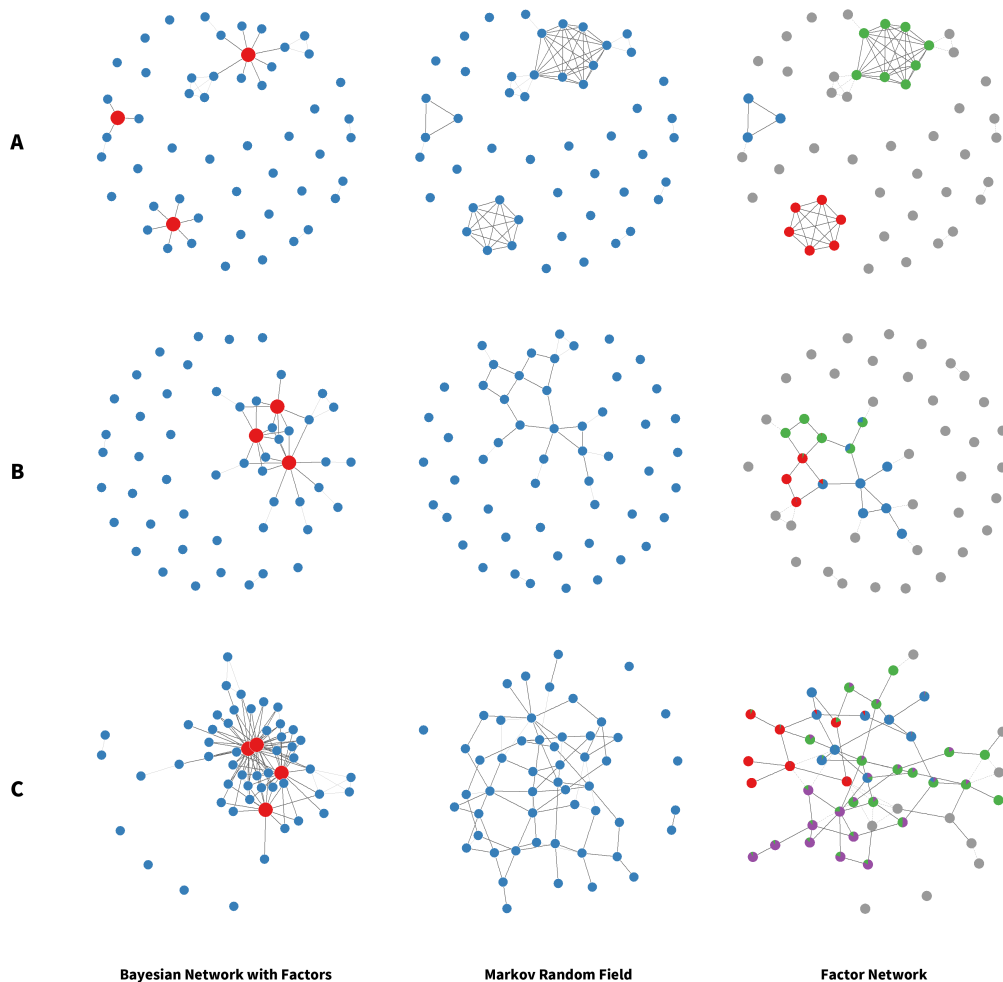 A
B
C
Bayesian Network with Factors
Markov Random Field
Factor Network